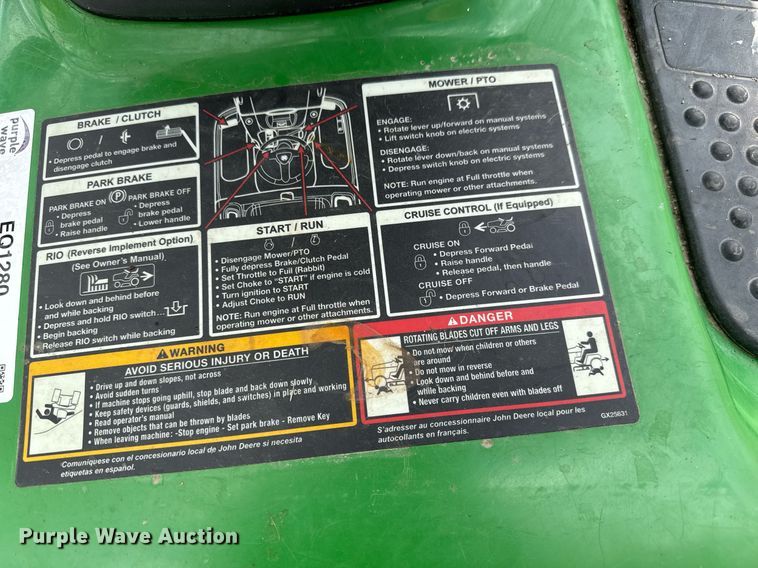 purple wave
EQ1280
BRAKE / CLUTCH
• Depress pedal to engage brake and
disengage clutch
PARK BRAKE
PARK BRAKE ON
• Depress
brake pedal
• Raise handle
PARK BRAKE OFF
• Depress
brake pedal
• Lower handle
RIO (Reverse Implement Option)
(See Owner's Manual)
• Look down and behind before
and while backing
• Depress and hold RIO switch...
• Begin backing
• Release RIO switch while backing
START / RUN
• Disengage Mower/PTO
• Fully depress Brake/Clutch Pedal
• Set Throttle to Full (Rabbit)
• Set Choke to "START" if engine is cold
• Turn ignition to START
• Adjust Choke to RUN
NOTE: Run engine at Full throttle when
operating mower or other attachments.
MOWER / PTO
ENGAGE:
• Rotate lever up/forward on manual systems
• Lift switch knob on electric systems
DISENGAGE:
• Rotate lever down/back on manual systems
• Depress switch knob on electric systems
NOTE: Run engine at Full throttle when
operating mower or other attachments.
CRUISE CONTROL (If Equipped)
CRUISE ON
• Depress Forward Pedal
• Raise handle
• Release pedal, then handle
CRUISE OFF
• Depress Forward or Brake Pedal
WARNING
AVOID SERIOUS INJURY OR DEATH
• Drive up and down slopes, not across
• Avoid sudden turns
• If machine stops going uphill, stop blade and back down slowly
• Keep safety devices (guards, shields, and switches) in place and working
• Read operator's manual
• Remove objects that can be thrown by blades
• When leaving machine: -Stop engine - Set park brake - Remove Key
Comuníquese con el concesionario local de John Deere si necesita
etiquetas en español.
DANGER
ROTATING BLADES CUT OFF ARMS AND LEGS
• Do not mow when children or others
are around
• Do not mow in reverse
• Look down and behind before and
while backing
• Never carry children even with blades off
S'adresser au concessionnaire John Deere local pour les
autocollants en français.
GX25631
Purple Wave Auction